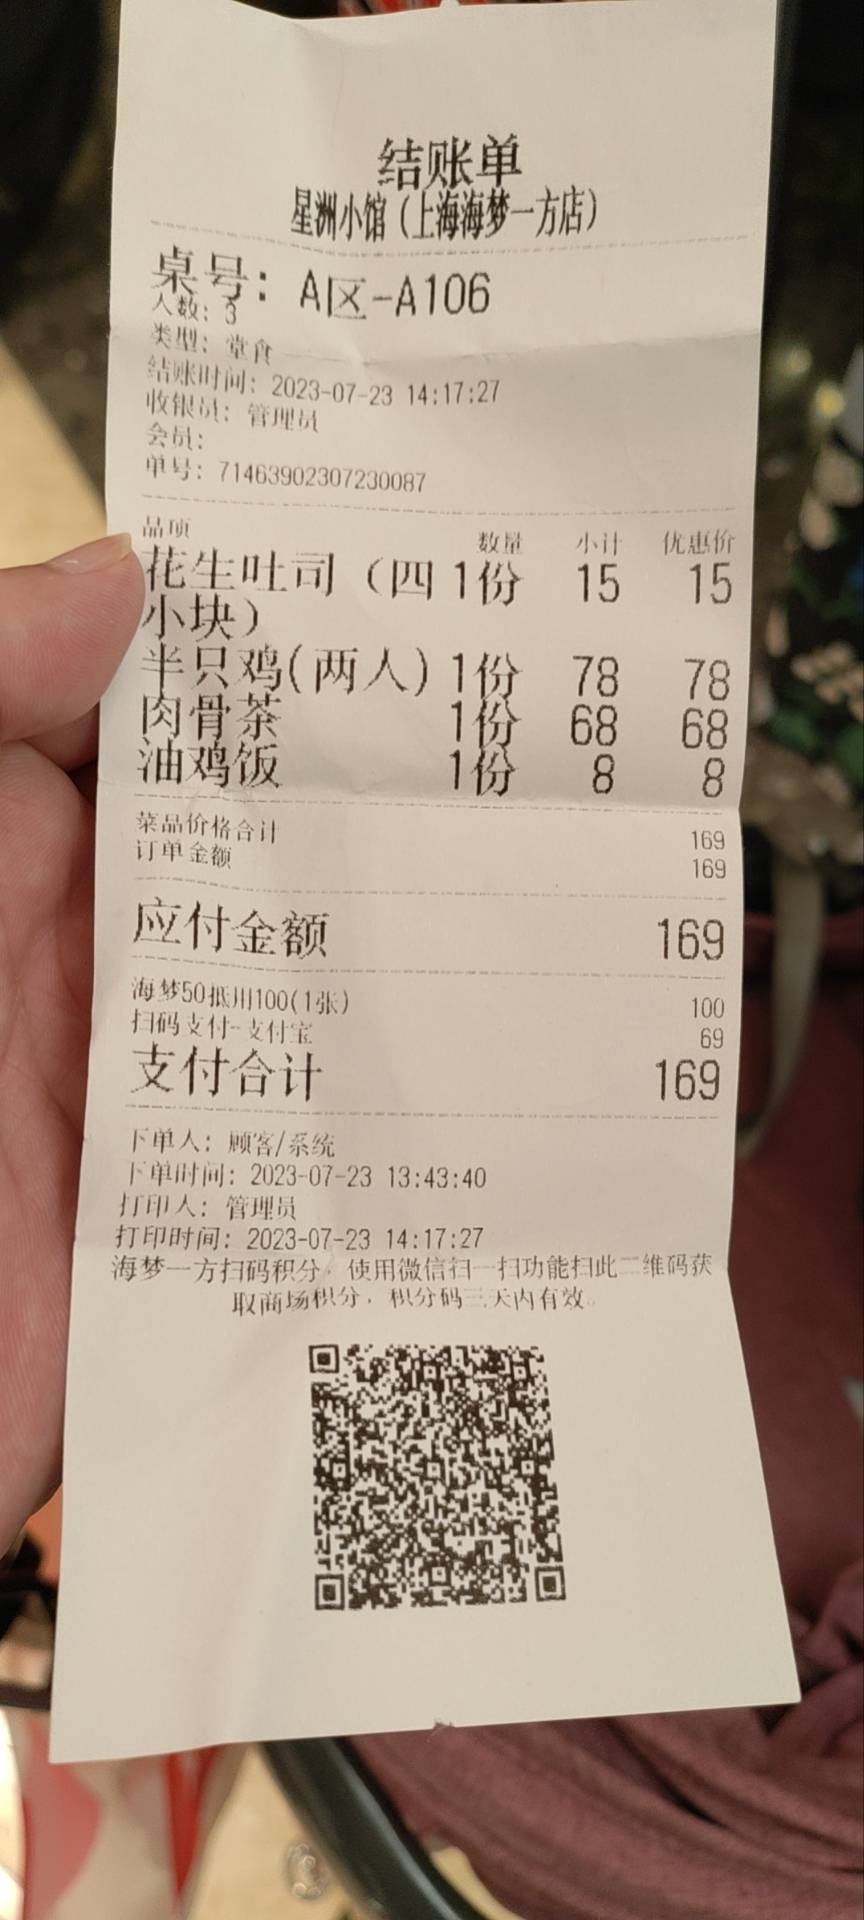 结账单
星洲小馆（上海海梦一方店）
桌号：A区-A106
人数：3
类型：堂食
结账时间：2023-07-23 14:17:27
收银员：管理员
会员：
单号：71463902307230087
品项 数量 小计 优惠价
花生吐司（四 1份 15 15
小块）
半只鸡(两人) 1份 78 78
肉骨茶 1份 68 68
油鸡饭 1份 8 8
菜品价格合计 169
订单金额 169
应付金额 169
海梦50抵用100(1张) 100
扫码支付-支付宝 69
支付合计 169
下单人：顾客/系统
下单时间：2023-07-23 13:43:40
打印人：管理员
打印时间：2023-07-23 14:17:27
海梦一方扫码积分，使用微信扫一扫功能扫此二维码获
取商场积分，积分码三天内有效。